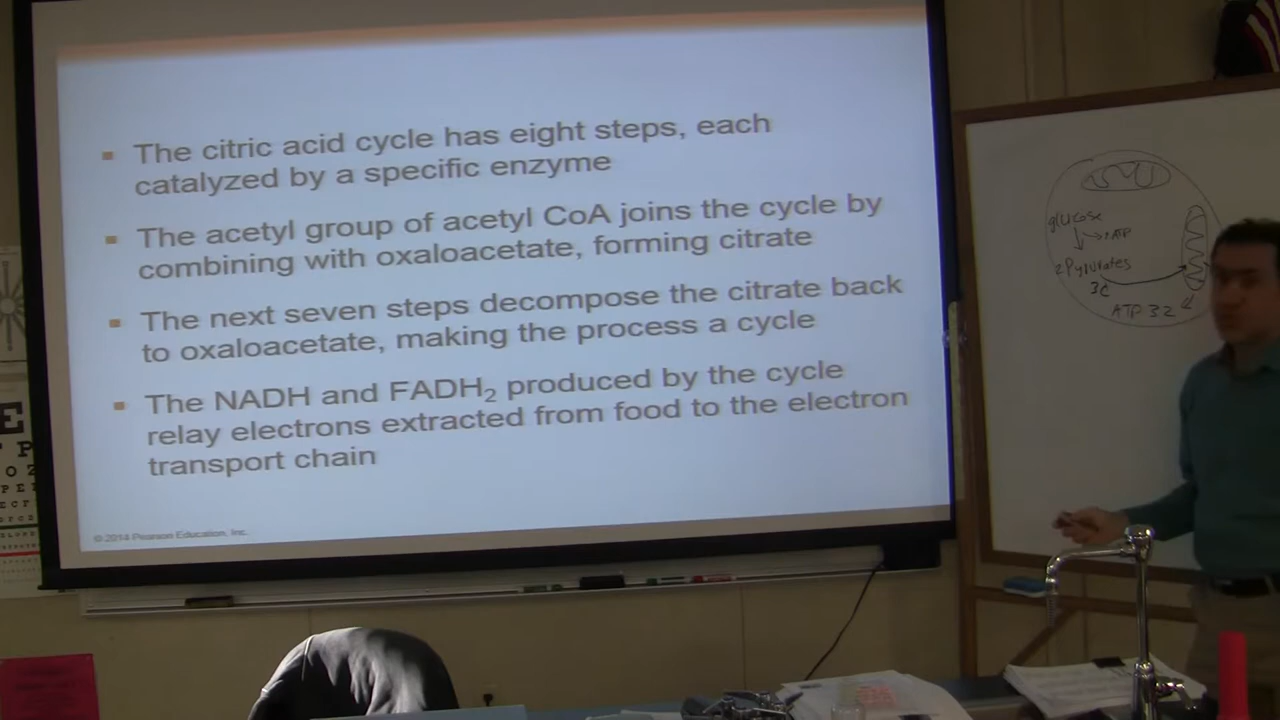 The citric acid cycle has eight steps, each
catalyzed by a specific enzyme
The acetyl group of acetyl CoA joins the cycle by
combining with oxaloacetate, forming citrate
The next seven steps decompose the citrate back
to oxaloacetate, making the process a cycle
The NADH and FADH₂ produced by the cycle
relay electrons extracted from food to the electron
transport chain
© 2014 Pearson Education, Inc.
glucose
ATP
2 Pyruvates
3C
ATP 32
E